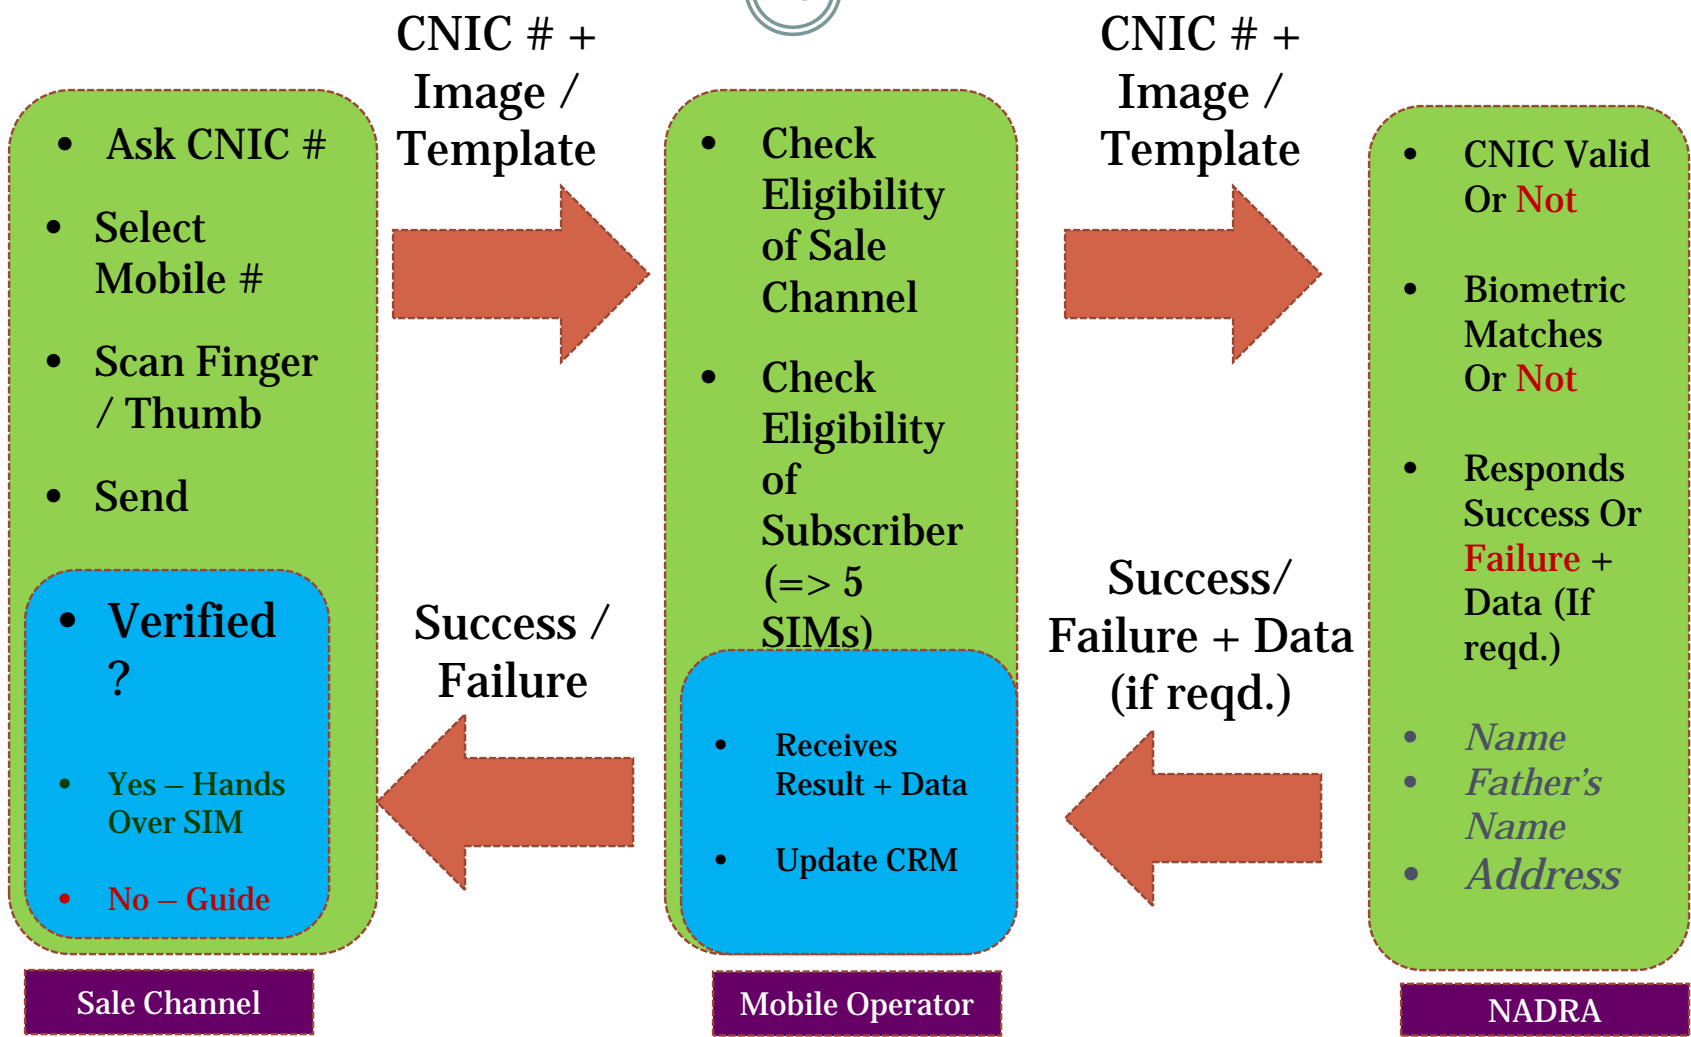 • Ask CNIC #
• Select
Mobile #
• Scan Finger
/ Thumb
• Send
• Verified
?
• Yes – Hands
Over SIM
• No – Guide
Sale Channel
CNIC # +
Image /
Template
Success /
Failure
• Check
Eligibility
of Sale
Channel
• Check
Eligibility
of
Subscriber
(=> 5
SIMs)
• Receives
Result + Data
• Update CRM
Mobile Operator
CNIC # +
Image /
Template
Success/
Failure + Data
(if reqd.)
• CNIC Valid
Or Not
• Biometric
Matches
Or Not
• Responds
Success Or
Failure +
Data (If
reqd.)
• Name
• Father's
Name
• Address
NADRA